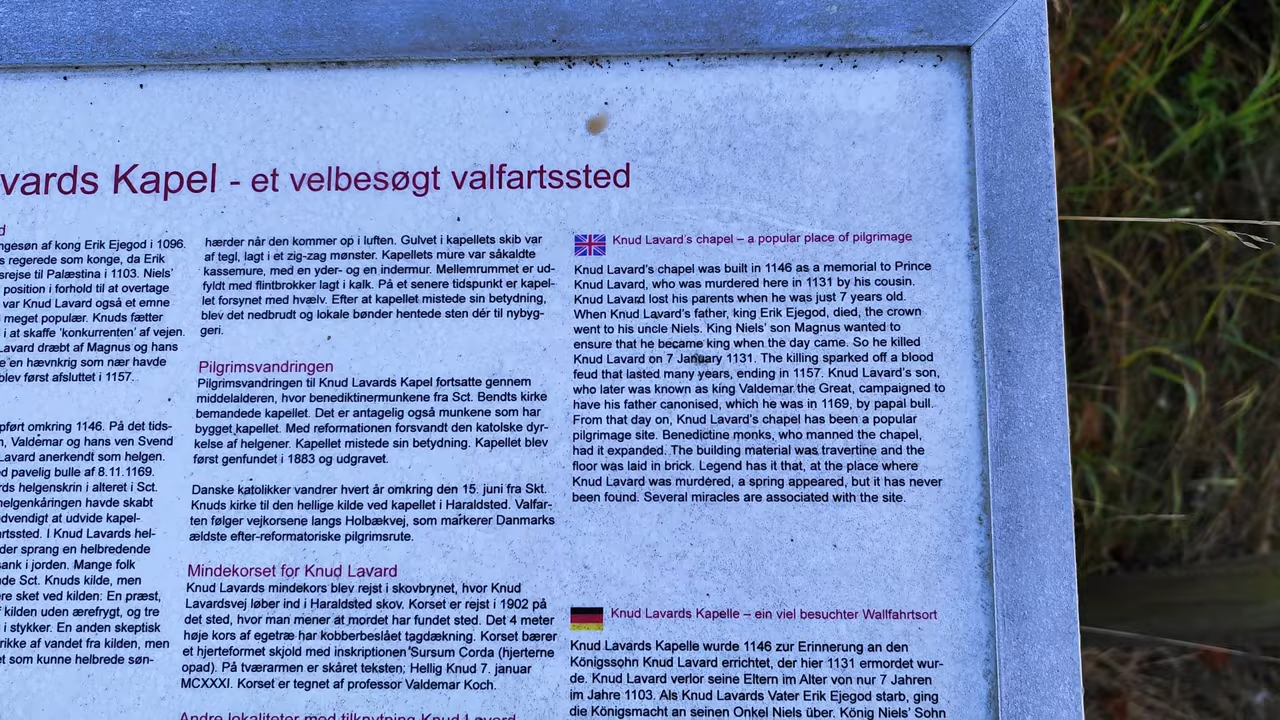 vards Kapel - et velbesøgt valfartssted
ngesøn af kong Erik Ejegod i 1096.
s regerede som konge, da Erik
srejse til Palæstina i 1103. Niels'
position i forhold til at overtage
var Knud Lavard også et emne
meget populær. Knuds fætter
i at skaffe 'konkurrenten' af vejen.
Lavard dræbt af Magnus og hans
e en hævnkrig som nær havde
blev først afsluttet i 1157.
pført omkring 1146. På det tids-
n, Valdemar og hans ven Svend
Lavard anerkendt som helgen.
ed pavelig bulle af 8.11.1169.
rds helgenskrin i alteret i Sct.
helgenkåringen havde skabt
dvendigt at udvide kapel-
rtssted. I Knud Lavards hel-
der sprang en helbredende
sank i jorden. Mange folk
de Sct. Knuds kilde, men
re sket ved kilden: En præst,
f kilden uden ærefrygt, og tre
i stykker. En anden skeptisk
rikke af vandet fra kilden, men
et som kunne helbrede søn-
hærder når den kommer op i luften. Gulvet i kapellets skib var
af tegl, lagt i et zig-zag mønster. Kapellets mure var såkaldte
kassemure, med en yder- og en indermur. Mellemrummet er ud-
fyldt med flintbrokker lagt i kalk. På et senere tidspunkt er kapel-
let forsynet med hvælv. Efter at kapellet mistede sin betydning,
blev det nedbrudt og lokale bønder hentede sten dér til nybyg-
geri.
Pilgrimsvandringen
Pilgrimsvandringen til Knud Lavards Kapel fortsatte gennem
middelalderen, hvor benediktinermunkene fra Sct. Bendts kirke
bemandede kapellet. Det er antagelig også munkene som har
bygget kapellet. Med reformationen forsvandt den katolske dyr-
kelse af helgener. Kapellet mistede sin betydning. Kapellet blev
først genfundet i 1883 og udgravet.
Danske katolikker vandrer hvert år omkring den 15. juni fra Skt.
Knuds kirke til den hellige kilde ved kapellet i Haraldsted. Valfar-
ten følger vejkorsene langs Holbækvej, som markerer Danmarks
ældste efter-reformatoriske pilgrimsrute.
Mindekorset for Knud Lavard
Knud Lavards mindekors blev rejst i skovbrynet, hvor Knud
Lavardsvej løber ind i Haraldsted skov. Korset er rejst i 1902 på
det sted, hvor man mener at mordet har fundet sted. Det 4 meter
høje kors af egetræ har kobberbeslået tagdækning. Korset bærer
et hjerteformet skjold med inskriptionen 'Sursum Corda (hjerterne
opad). På tværarmen er skåret teksten; Hellig Knud 7. januar
MCXXXI. Korset er tegnet af professor Valdemar Koch.
Andre lokaliteter med tilknytning Knud Lavard
Knud Lavard's chapel – a popular place of pilgrimage
Knud Lavard's chapel was built in 1146 as a memorial to Prince
Knud Lavard, who was murdered here in 1131 by his cousin.
Knud Lavard lost his parents when he was just 7 years old.
When Knud Lavard's father, king Erik Ejegod, died, the crown
went to his uncle Niels. King Niels' son Magnus wanted to
ensure that he became king when the day came. So he killed
Knud Lavard on 7 January 1131. The killing sparked off a blood
feud that lasted many years, ending in 1157. Knud Lavard's son,
who later was known as king Valdemar the Great, campaigned to
have his father canonised, which he was in 1169, by papal bull.
From that day on, Knud Lavard's chapel has been a popular
pilgrimage site. Benedictine monks, who manned the chapel,
had it expanded. The building material was travertine and the
floor was laid in brick. Legend has it that, at the place where
Knud Lavard was murdered, a spring appeared, but it has never
been found. Several miracles are associated with the site.
Knud Lavards Kapelle – ein viel besuchter Wallfahrtsort
Knud Lavards Kapelle wurde 1146 zur Erinnerung an den
Königssohn Knud Lavard errichtet, der hier 1131 ermordet wur-
de. Knud Lavard verlor seine Eltern im Alter von nur 7 Jahren
im Jahre 1103. Als Knud Lavards Vater Erik Ejegod starb, ging
die Königsmacht an seinen Onkel Niels über. König Niels' Sohn